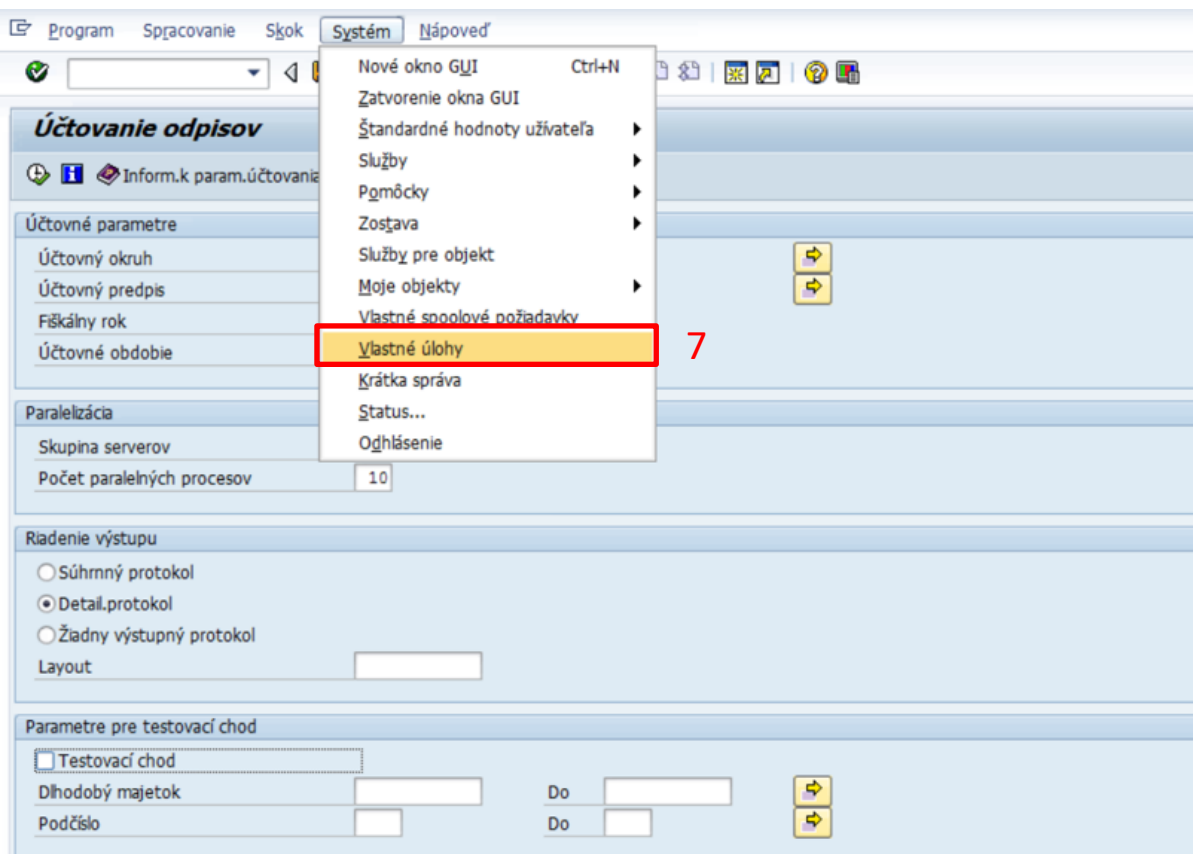 Program Spracovanie Skok Systém Nápoveď
Nové okno GUI Ctrl+N
Zatvorenie okna GUI
Účtovanie odpisov
Štandardné hodnoty užívateľa
Služby
Inform.k param.účtovania
Pomôcky
Účtovné parametre
Zostava
Účtovný okruh
Služby pre objekt
Účtovný predpis
Moje objekty
Fiškálny rok
Vlastné spoolové požiadavky
Účtovné obdobie
Vlastné úlohy 7
Krátka správa
Paralelizácia
Status...
Skupina serverov
Odhlásenie
Počet paralelných procesov 10
Riadenie výstupu
Súhrnný protokol
Detail.protokol
Žiadny výstupný protokol
Layout
Parametre pre testovací chod
Testovací chod
Dlhodobý majetok Do
Podčíslo Do